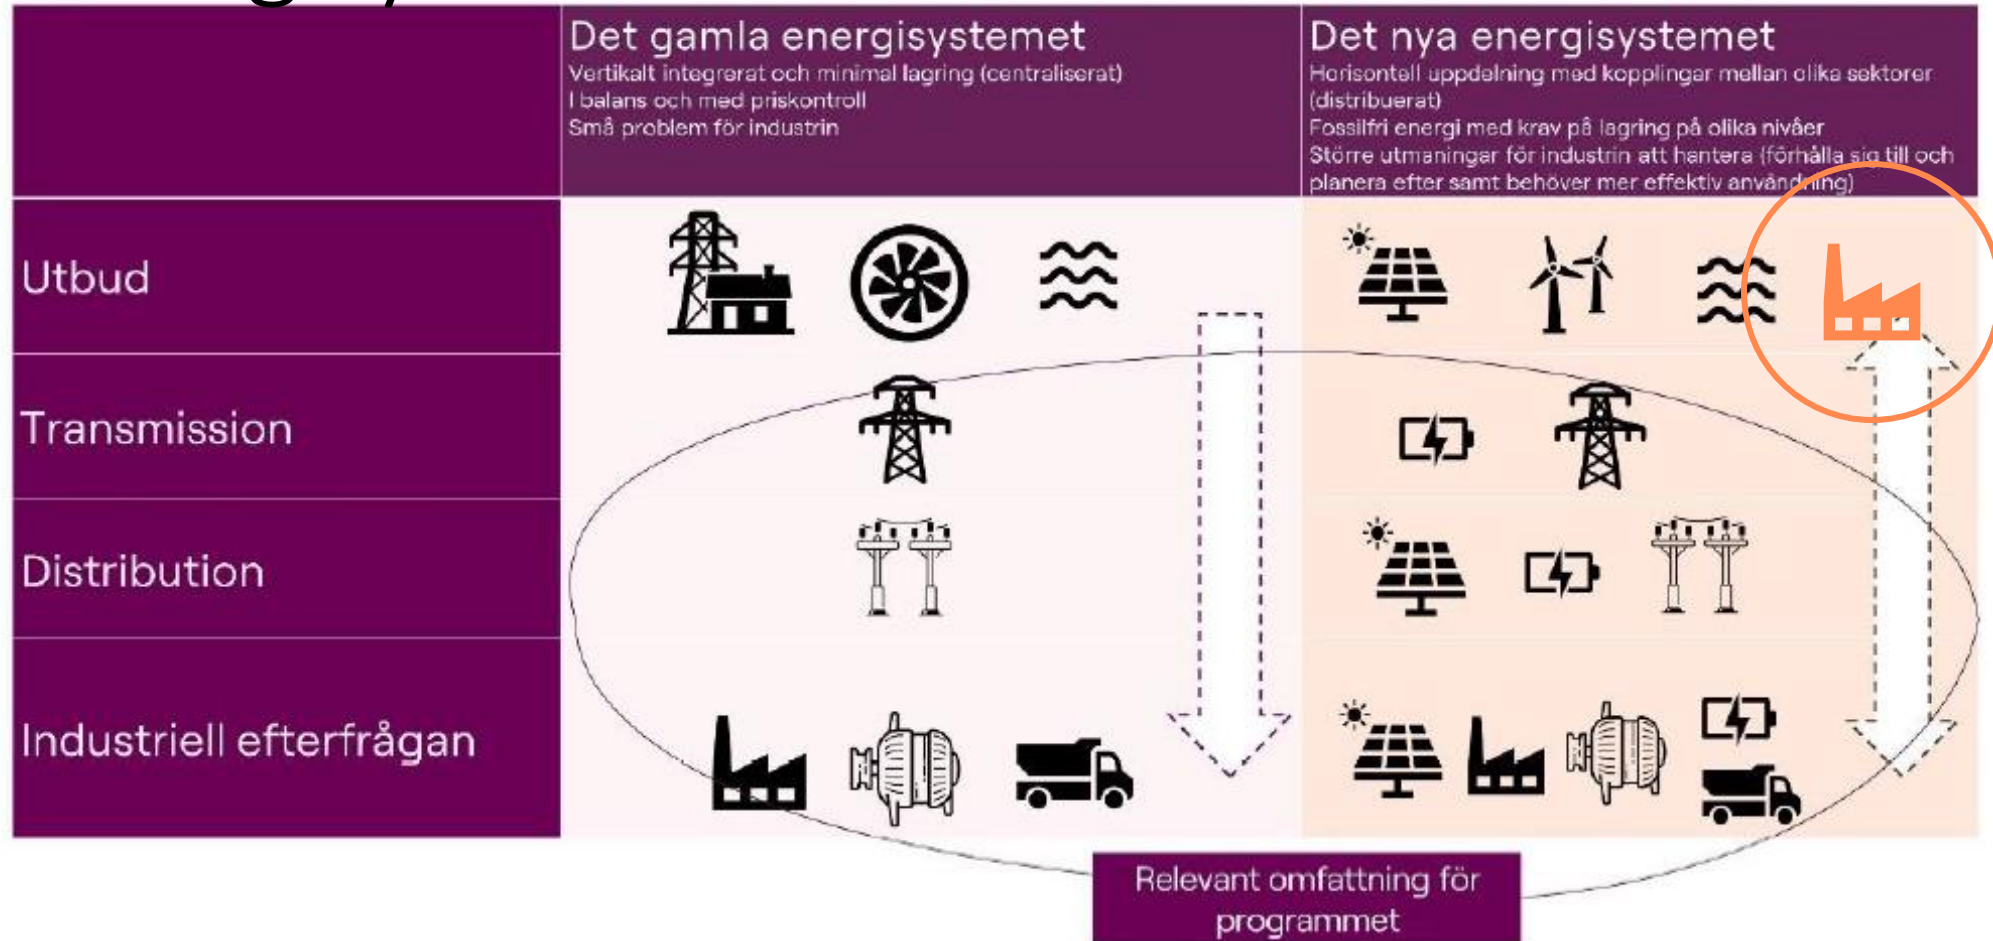 Det gamla energisystemet
Vertikalt integrerat och minimal lagring (centraliserat)
I balans och med priskontroll
Små problem för industrin
Det nya energisystemet
Horisontell uppdelning med kopplingar mellan olika sektorer
(distribuerat)
Fossilfri energi med krav på lagring på olika nivåer
Större utmaningar för industrin att hantera (förhålla sig till och
planera efter samt behöver mer effektiv användning)
Utbud
Transmission
Distribution
Industriell efterfrågan
Relevant omfattning för
programmet